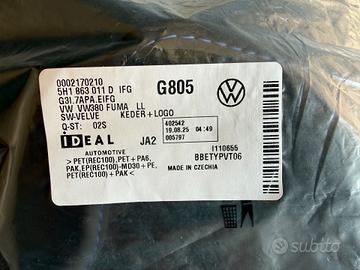 0002170210
5H1 863 011 D IFG
G805
G3I.7APA.EIFG
VW VW380 FUMA LL
SW-VELVE KEDER+LOGO
Q-ST: 02S
402542
19.08.25 04:49
005797
IDEAL
AUTOMOTIVE
JA2
I110655
BBETYPVT06
>PET(REC100),PET+PA6,
PAK,EP(REC100)-MD30+PE,
PET(REC100)+PAK<
MADE IN CZECHIA
subito